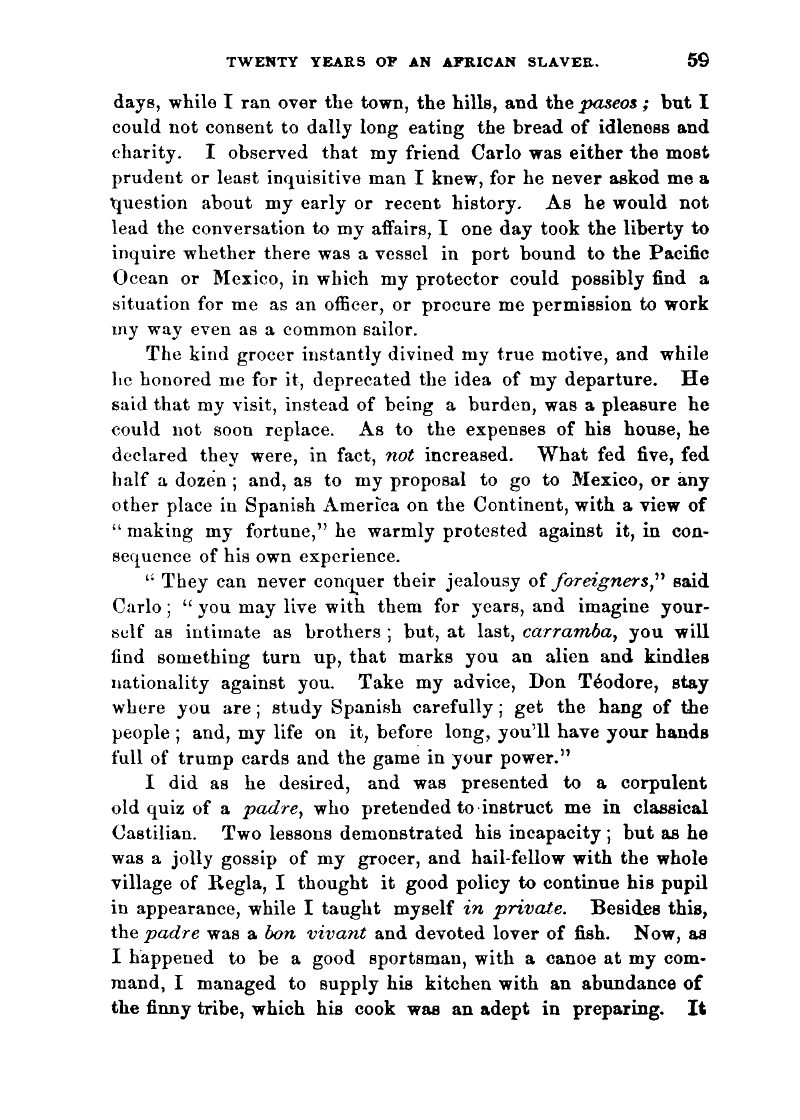 TWENTY YEARS OF AN AFRICAN SLAVER. 59
days, while I ran over the town, the hills, and the paseos; but I
could not consent to dally long eating the bread of idleness and
charity. I observed that my friend Carlo was either the most
prudent or least inquisitive man I knew, for he never asked me a
question about my early or recent history. As he would not
lead the conversation to my affairs, I one day took the liberty to
inquire whether there was a vessel in port bound to the Pacific
Ocean or Mexico, in which my protector could possibly find a
situation for me as an officer, or procure me permission to work
my way even as a common sailor.
The kind grocer instantly divined my true motive, and while
he honored me for it, deprecated the idea of my departure. He
said that my visit, instead of being a burden, was a pleasure he
could not soon replace. As to the expenses of his house, he
declared they were, in fact, not increased. What fed five, fed
half a dozen; and, as to my proposal to go to Mexico, or any
other place in Spanish America on the Continent, with a view of
"making my fortune," he warmly protested against it, in con-
sequence of his own experience.
"They can never conquer their jealousy of foreigners," said
Carlo; "you may live with them for years, and imagine your-
self as intimate as brothers; but, at last, carramba, you will
find something turn up, that marks you an alien and kindles
nationality against you. Take my advice, Don Téodore, stay
where you are; study Spanish carefully; get the hang of the
people; and, my life on it, before long, you'll have your hands
full of trump cards and the game in your power."
I did as he desired, and was presented to a corpulent
old quiz of a padre, who pretended to instruct me in classical
Castilian. Two lessons demonstrated his incapacity; but as he
was a jolly gossip of my grocer, and hail-fellow with the whole
village of Regla, I thought it good policy to continue his pupil
in appearance, while I taught myself in private. Besides this,
the padre was a bon vivant and devoted lover of fish. Now, as
I happened to be a good sportsman, with a canoe at my com-
mand, I managed to supply his kitchen with an abundance of
the finny tribe, which his cook was an adept in preparing. It